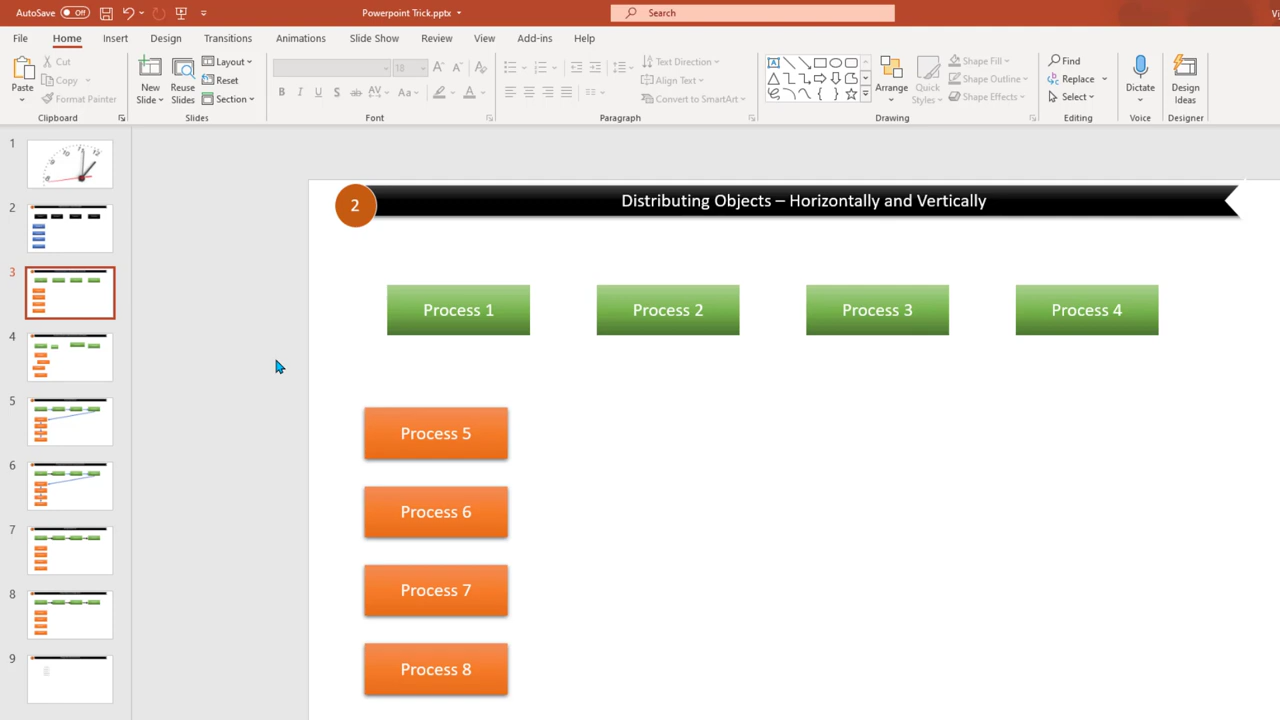 AutoSave Off
Powerpoint Trick.pptx
Search
File Home Insert Design Transitions Animations Slide Show Review View Add-ins Help
Paste
Cut
Copy
Format Painter
Clipboard
New Slide
Reuse Slides
Layout
Reset
Section
Slides
18
B I U S ab AV Aa A
Font
Text Direction
Align Text
Convert to SmartArt
Paragraph
Arrange
Quick Styles
Shape Fill
Shape Outline
Shape Effects
Drawing
Find
Replace
Select
Editing
Dictate
Voice
Design Ideas
Designer
1
2
3
4
5
6
7
8
9
2
Distributing Objects – Horizontally and Vertically
Process 1 Process 2 Process 3 Process 4
Process 5
Process 6
Process 7
Process 8